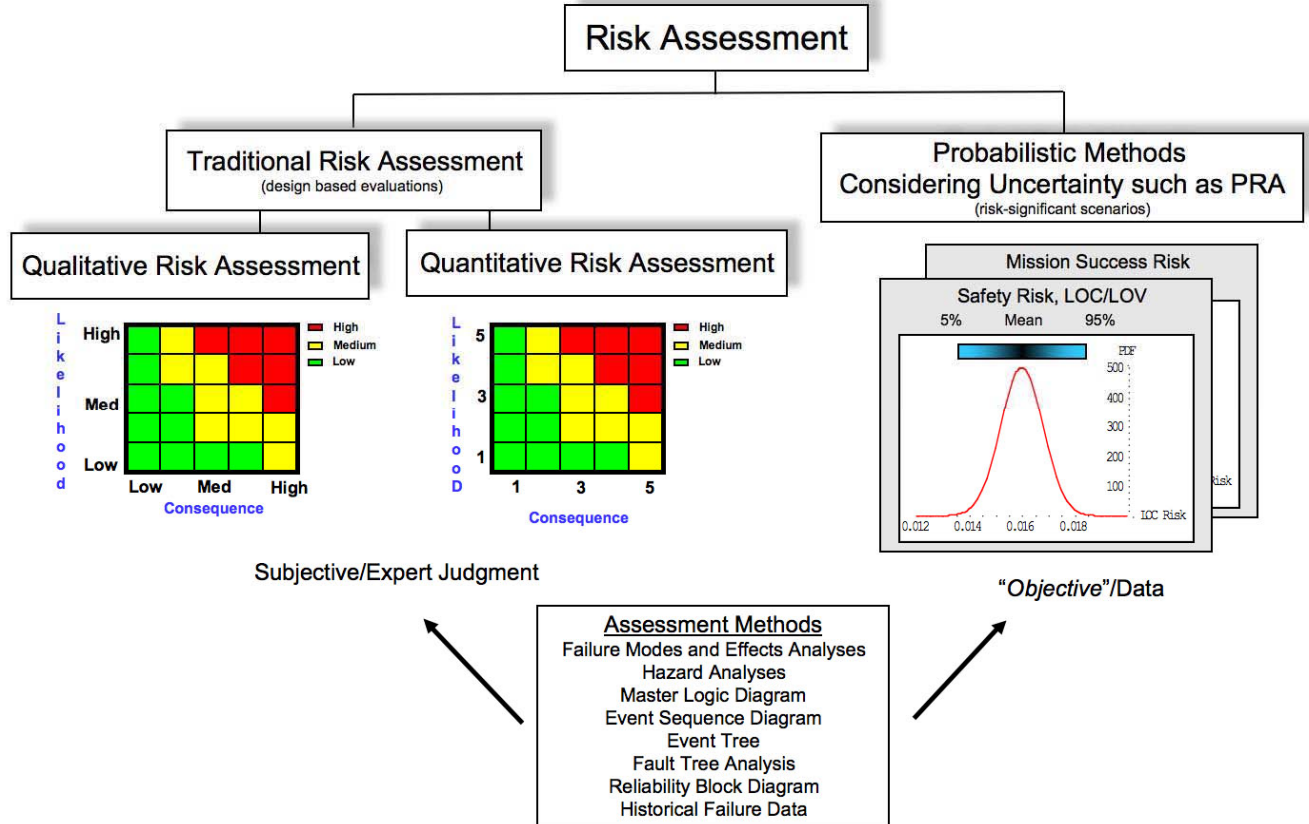 Risk Assessment
Traditional Risk Assessment
(design based evaluations)
Probabilistic Methods
Considering Uncertainty such as PRA
(risk-significant scenarios)
Qualitative Risk Assessment
Quantitative Risk Assessment
Likelihood
High
Med
Low
Low Med High
Consequence
High
Medium
Low
LikelihooD
5
3
1
1 3 5
Consequence
High
Medium
Low
Mission Success Risk
Safety Risk, LOC/LOV
5% Mean 95%
PDF
500
400
300
200
100
0.012 0.014 0.016 0.018 LOC Risk
Risk
Subjective/Expert Judgment
“Objective”/Data
Assessment Methods
Failure Modes and Effects Analyses
Hazard Analyses
Master Logic Diagram
Event Sequence Diagram
Event Tree
Fault Tree Analysis
Reliability Block Diagram
Historical Failure Data